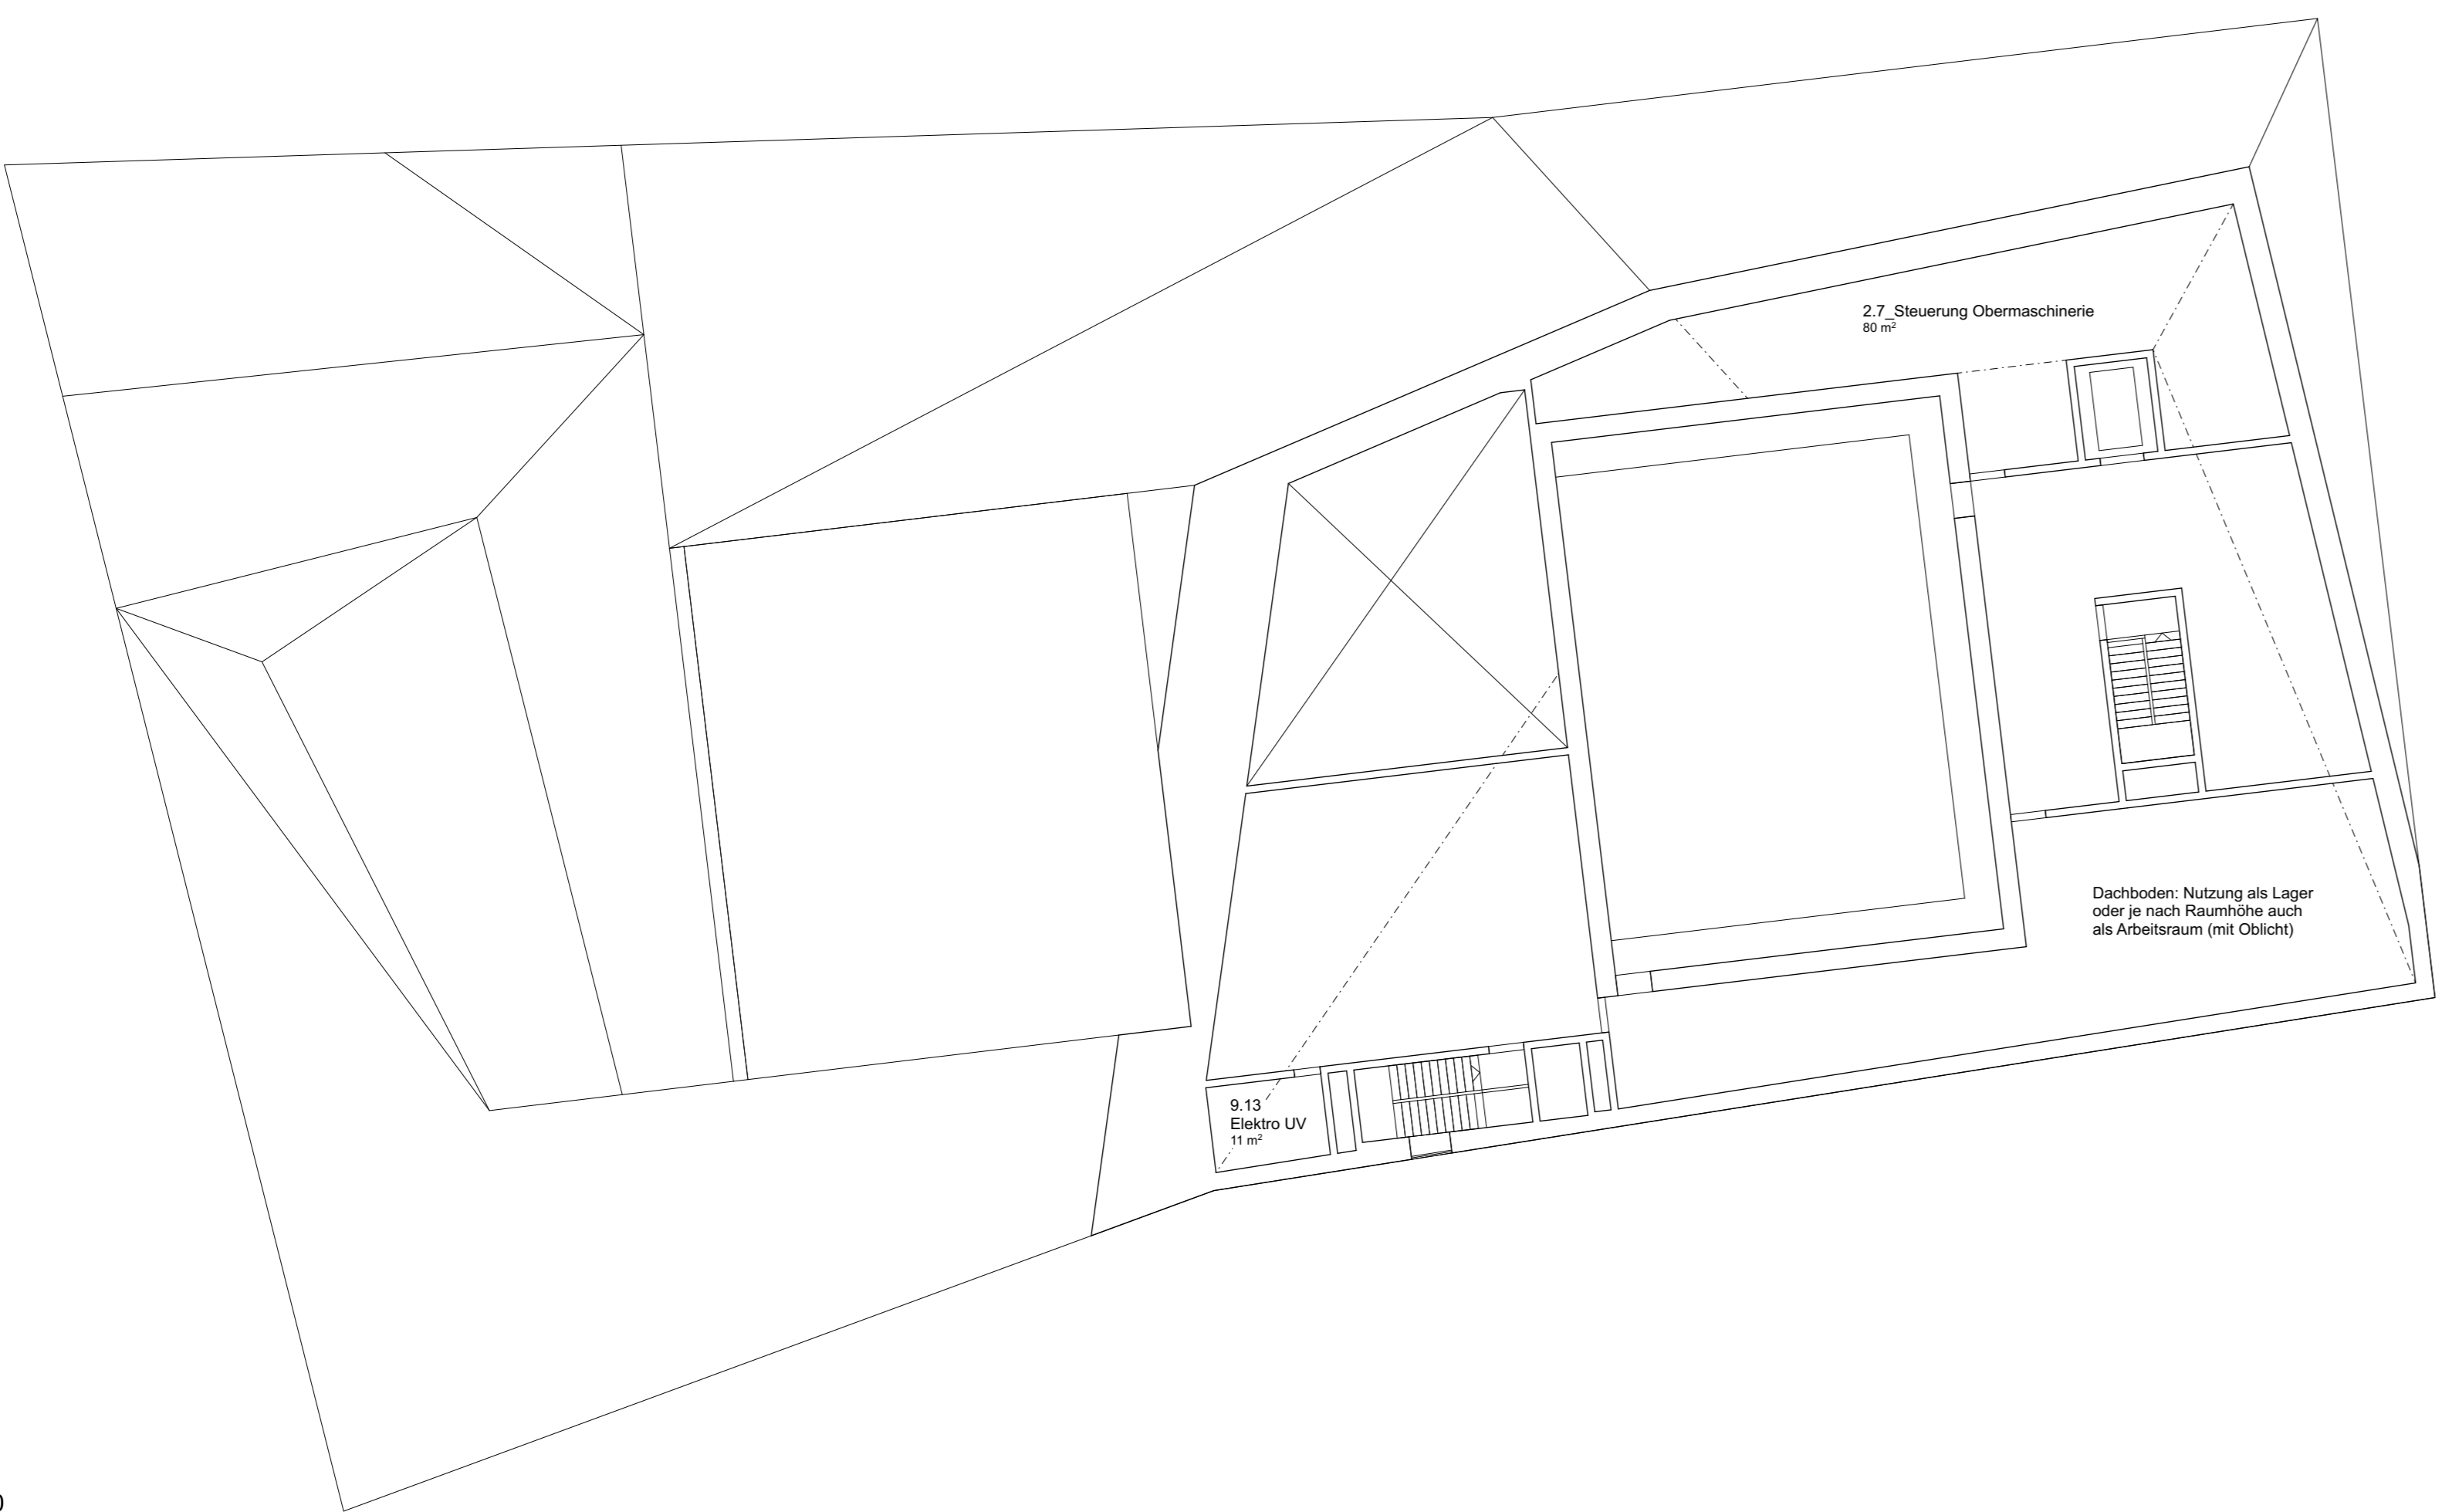 2.7_Steuerung Obermaschinerie
80 m²
Dachboden: Nutzung als Lager
oder je nach Raumhöhe auch
als Arbeitsraum (mit Oblicht)
9.13
Elektro UV
11 m²